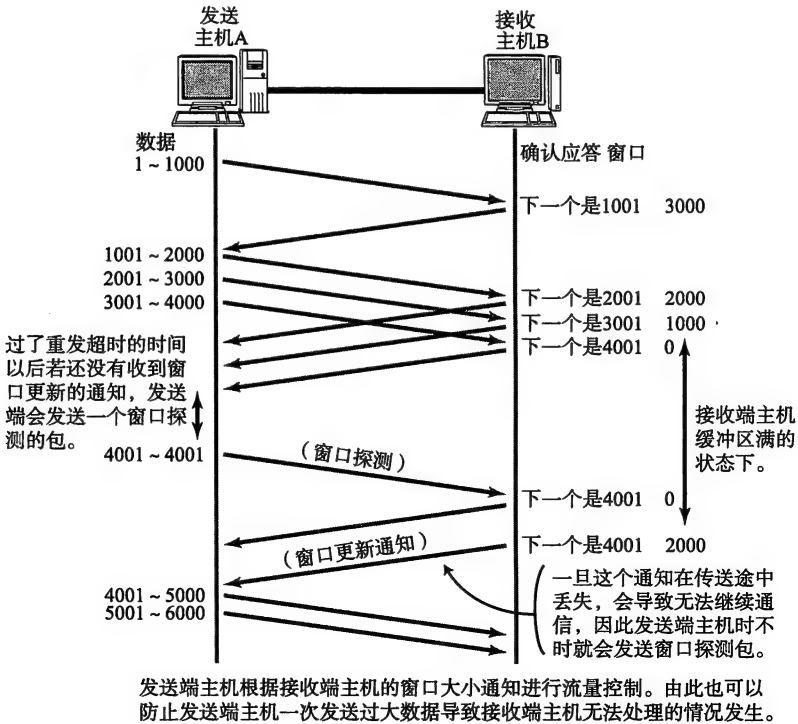 发送
主机A
接收
主机B
数据
确认应答 窗口
1 ~ 1000
下一个是1001 3000
1001 ~ 2000
2001 ~ 3000
3001 ~ 4000
下一个是2001 2000
下一个是3001 1000
下一个是4001 0
过了重发超时的时间
以后若还没有收到窗
口更新的通知，发送
端会发送一个窗口探
测的包。
接收端主机
缓冲区满的
状态下。
4001 ~ 4001
（窗口探测）
下一个是4001 0
（窗口更新通知）
下一个是4001 2000
一旦这个通知在传送途中
丢失，会导致无法继续通
信，因此发送端主机时不
时就会发送窗口探测包。
4001 ~ 5000
5001 ~ 6000
发送端主机根据接收端主机的窗口大小通知进行流量控制。由此也可以
防止发送端主机一次发送过大数据导致接收端主机无法处理的情况发生。